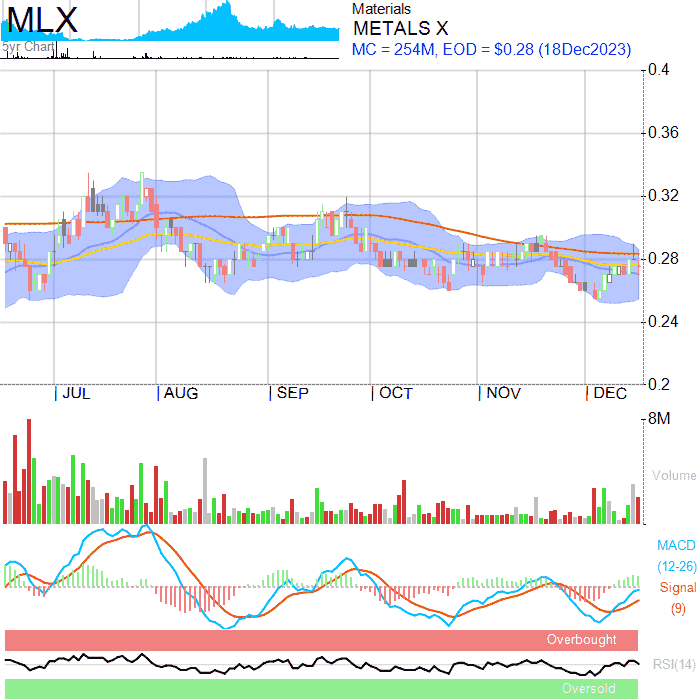 MLX
5yr Chart
Materials
METALS X
MC = 254M, EOD = $0.28 (18Dec2023)
0.4
0.36
0.32
0.28
0.24
0.2
JUL AUG SEP OCT NOV DEC
8M
Volume
MACD
(12-26)
Signal
(9)
Overbought
RSI(14)
Oversold